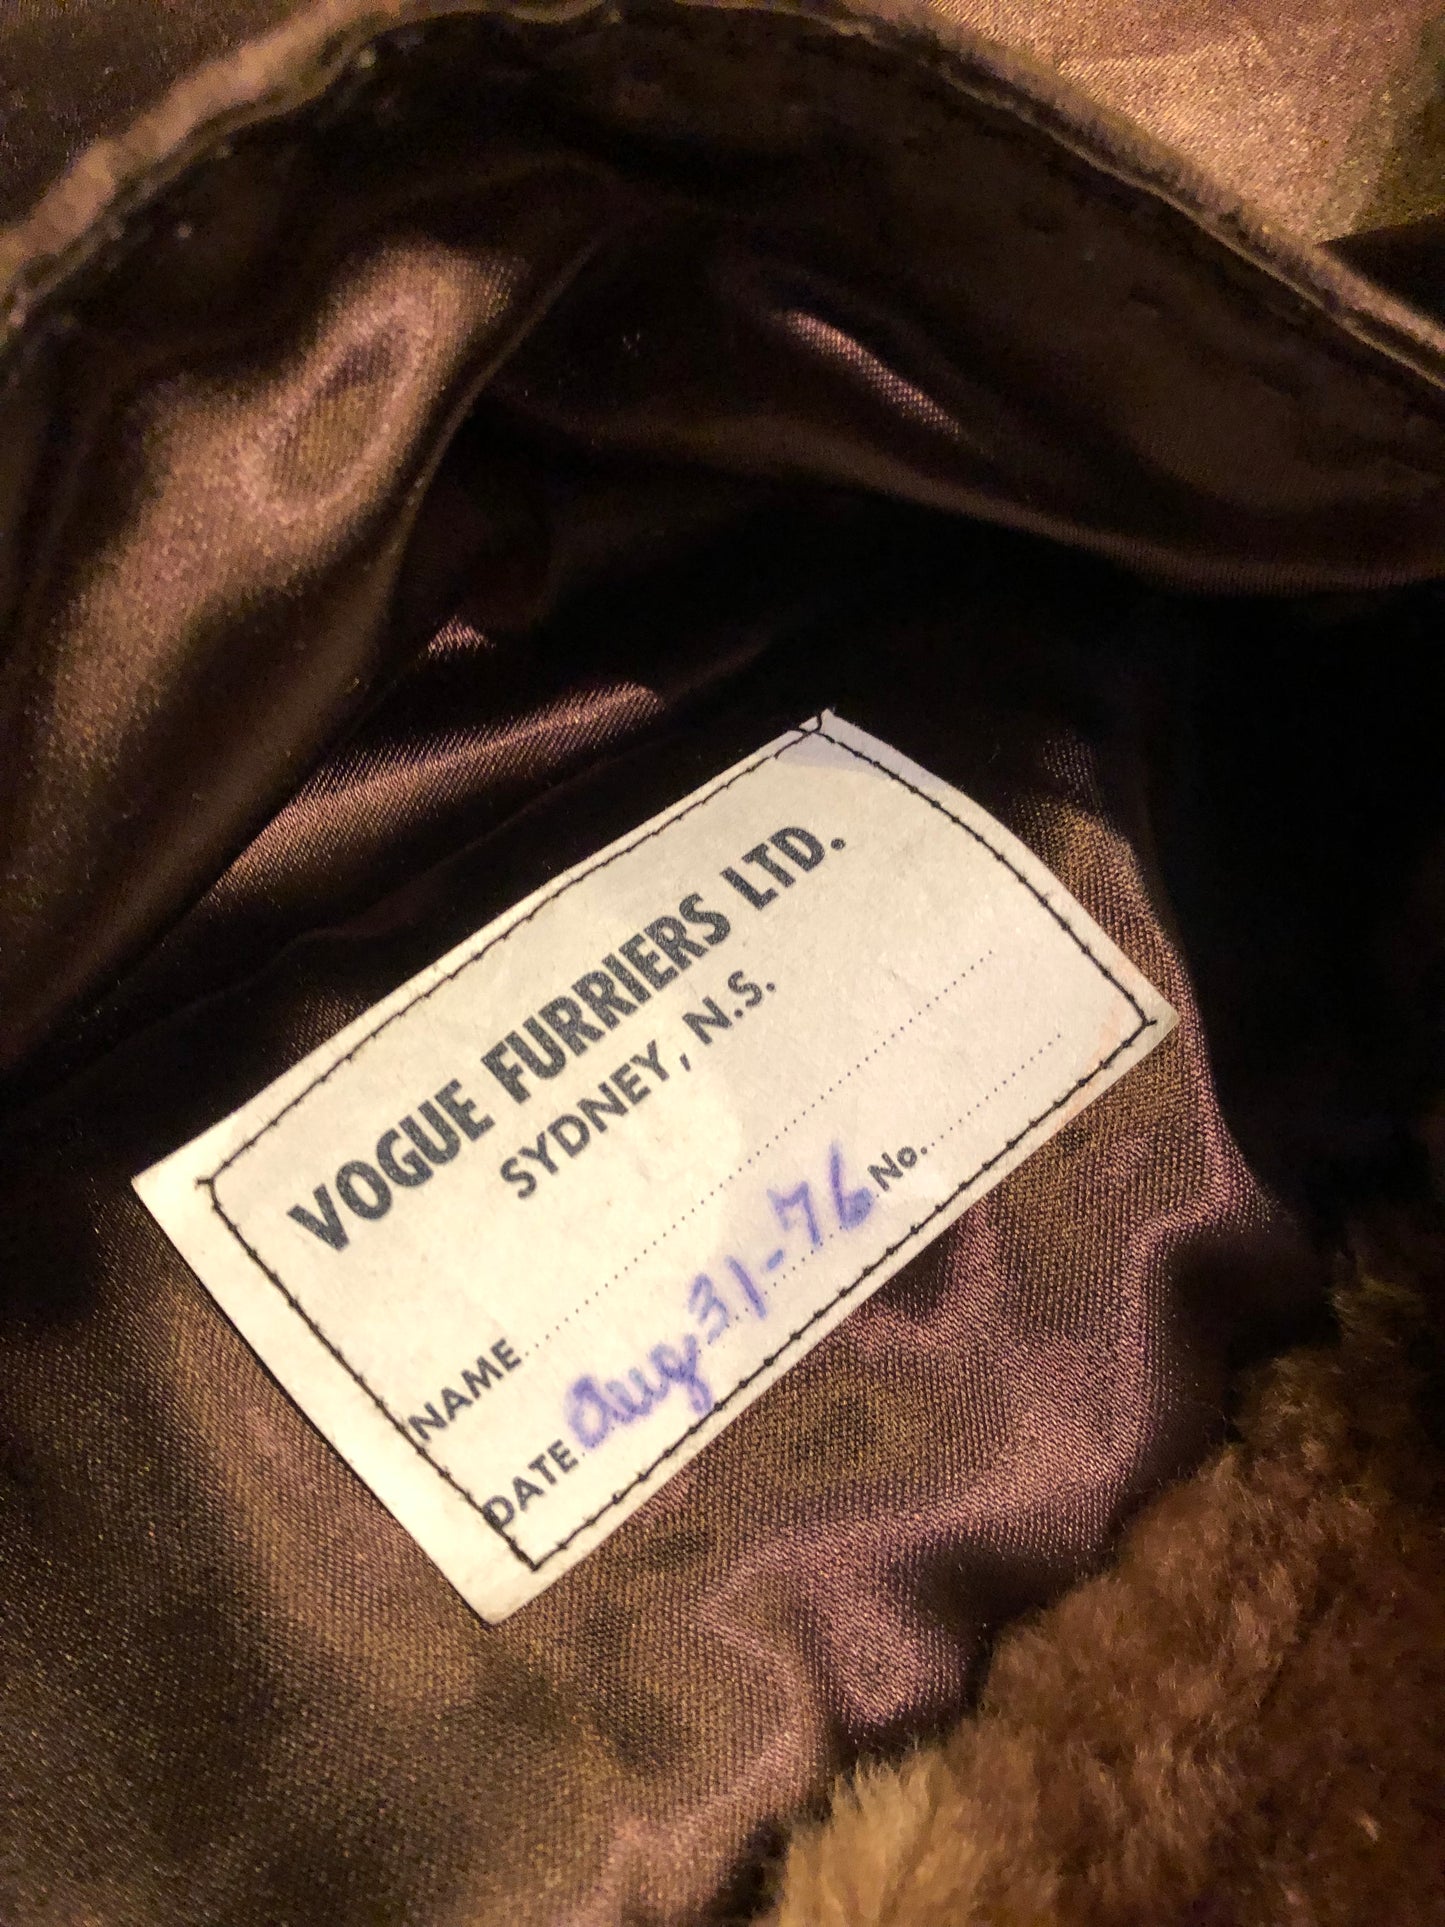 VOGUE FURRIERS LTD.
SYDNEY, N.S.
NAME
DATE Aug 31-76 No.